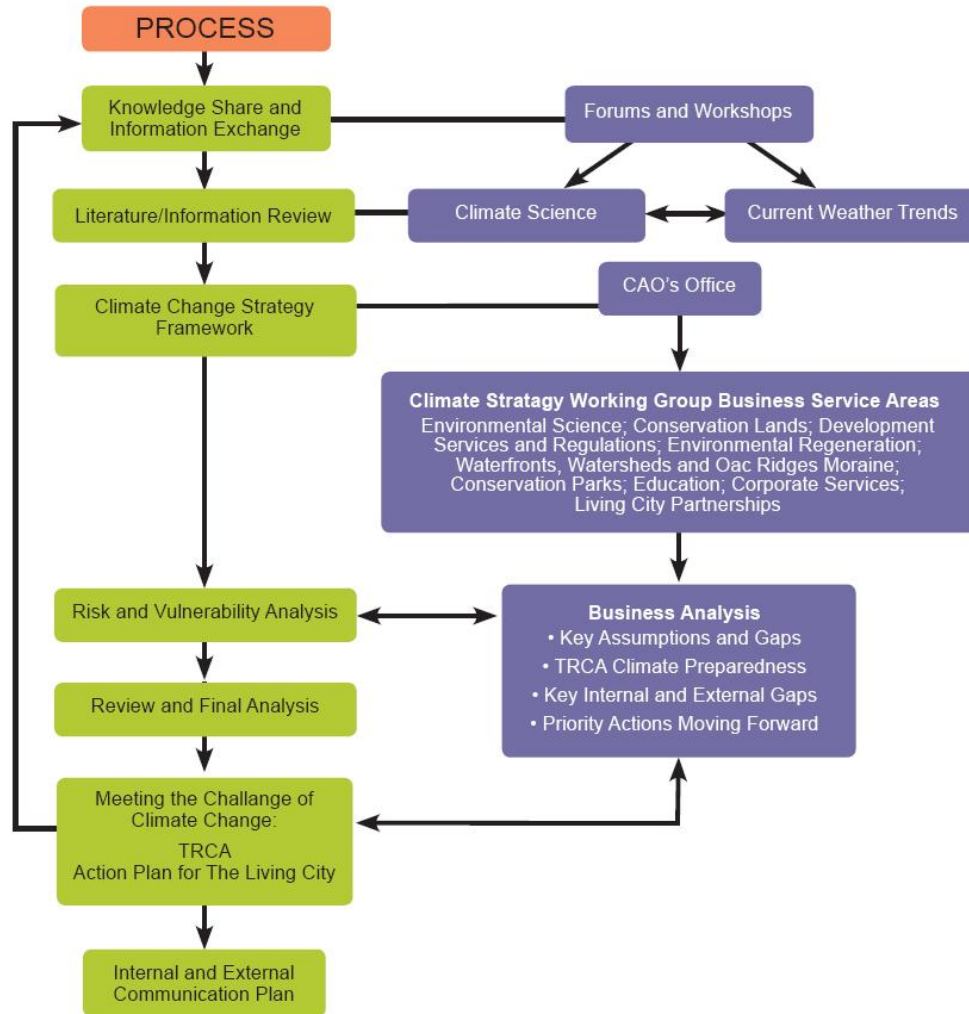 PROCESS
Knowledge Share and
Information Exchange
Forums and Workshops
Literature/Information Review
Climate Science
Current Weather Trends
Climate Change Strategy
Framework
CAO's Office
Climate Stratagy Working Group Business Service Areas
Environmental Science; Conservation Lands; Development
Services and Regulations; Environmental Regeneration;
Waterfronts, Watersheds and Oac Ridges Moraine;
Conservation Parks; Education; Corporate Services;
Living City Partnerships
Risk and Vulnerability Analysis
Business Analysis
• Key Assumptions and Gaps
• TRCA Climate Preparedness
• Key Internal and External Gaps
• Priority Actions Moving Forward
Review and Final Analysis
Meeting the Challange of
Climate Change:
TRCA
Action Plan for The Living City
Internal and External
Communication Plan